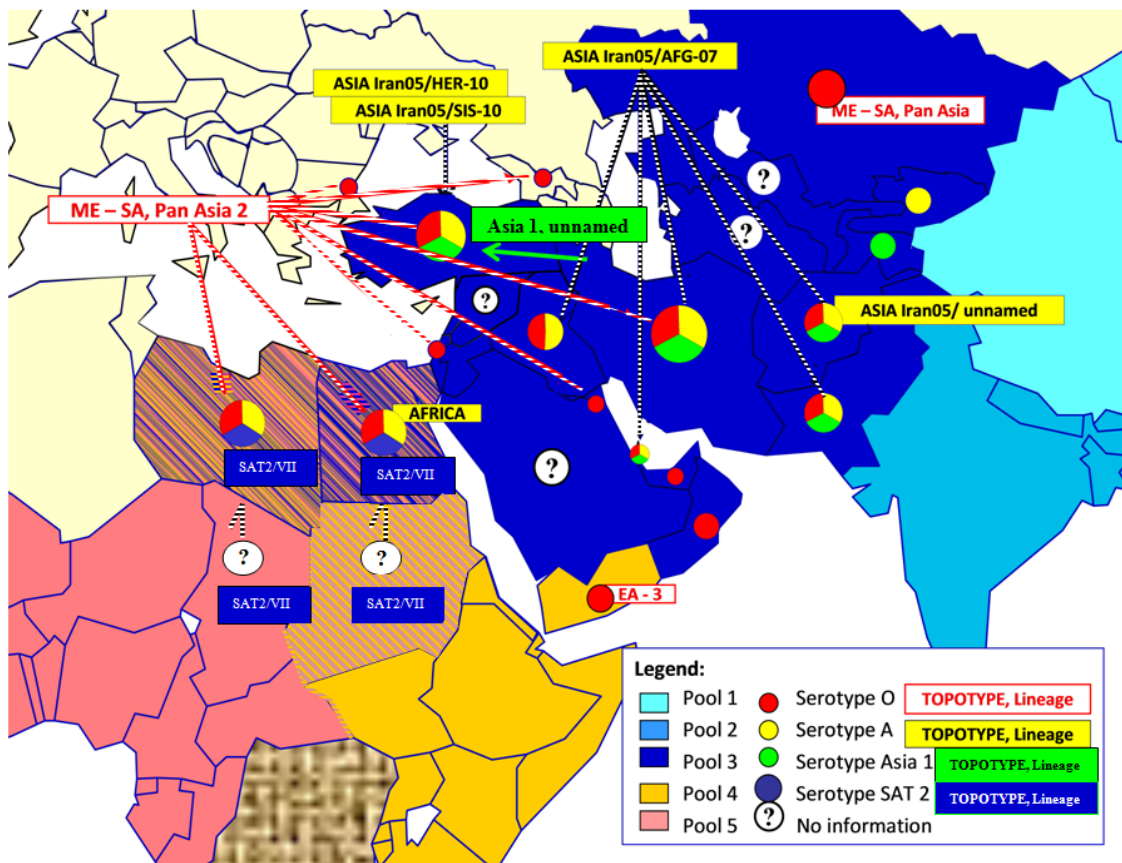 ASIA Iran05/AFG-07
ASIA Iran05/HER-10
ASIA Iran05/SIS-10
ME – SA, Pan Asia
?
ME – SA, Pan Asia 2
?
Asia 1, unnamed
?
ASIA Iran05/ unnamed
AFRICA
SAT2/VII
SAT2/VII
?
?
?
SAT2/VII
SAT2/VII
EA - 3
Legend:
Pool 1
Pool 2
Pool 3
Pool 4
Pool 5
Serotype O
Serotype A
Serotype Asia 1
Serotype SAT 2
?
No information
TOPOTYPE, Lineage
TOPOTYPE, Lineage
TOPOTYPE, Lineage
TOPOTYPE, Lineage